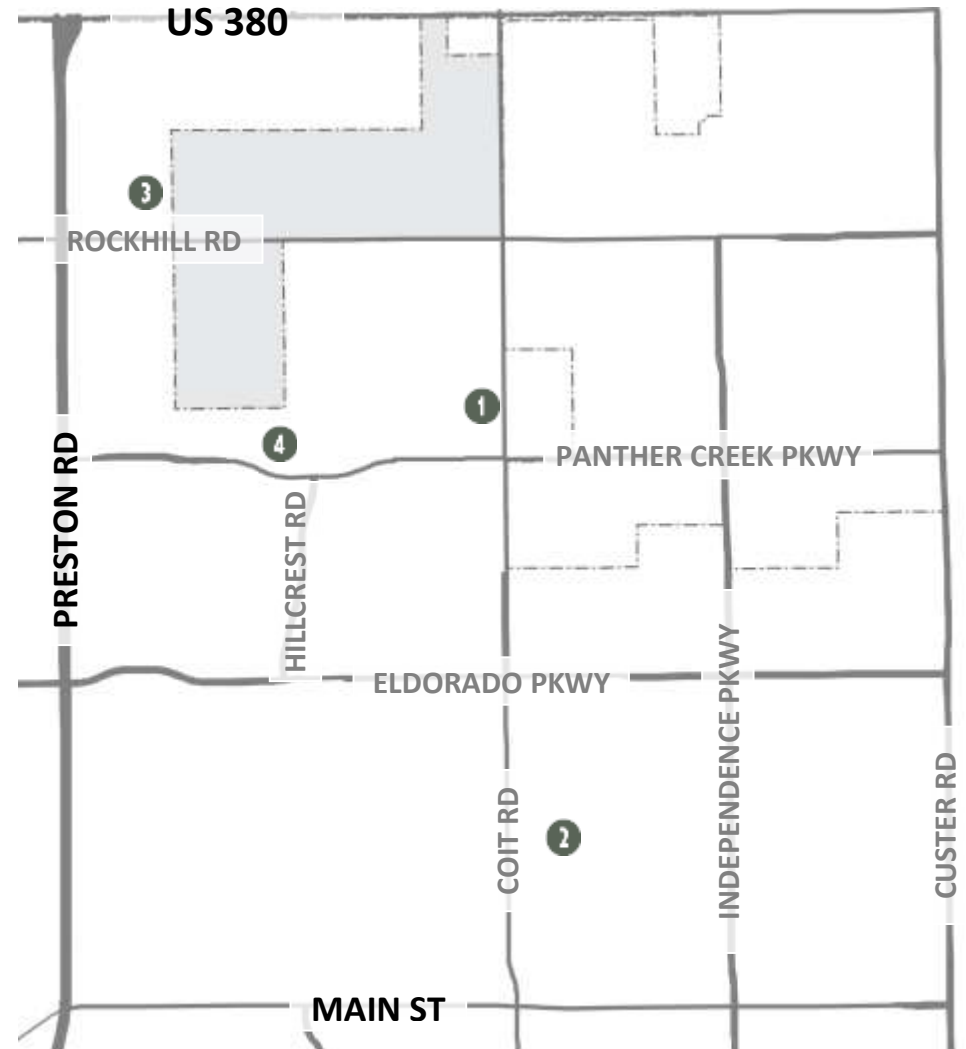 US 380
3
ROCKHILL RD
1
4
PANTHER CREEK PKWY
PRESTON RD
HILLCREST RD
ELDORADO PKWY
INDEPENDENCE PKWY
COIT RD
2
CUSTER RD
MAIN ST